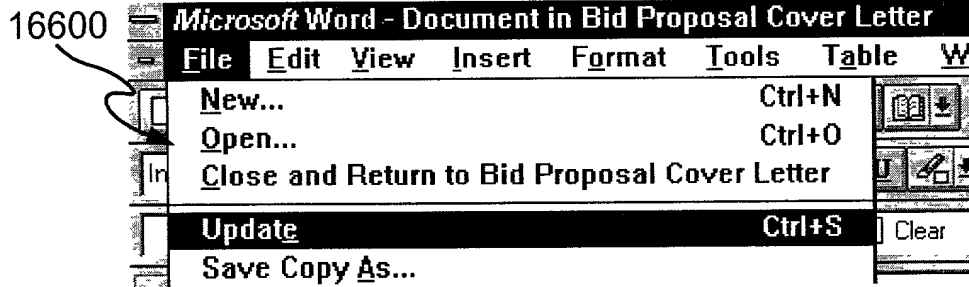 16600
Microsoft Word - Document in Bid Proposal Cover Letter
File Edit View Insert Format Tools Table W
New... Ctrl+N
Open... Ctrl+O
In U
Close and Return to Bid Proposal Cover Letter
Update Ctrl+S
Clear
Save Copy As...